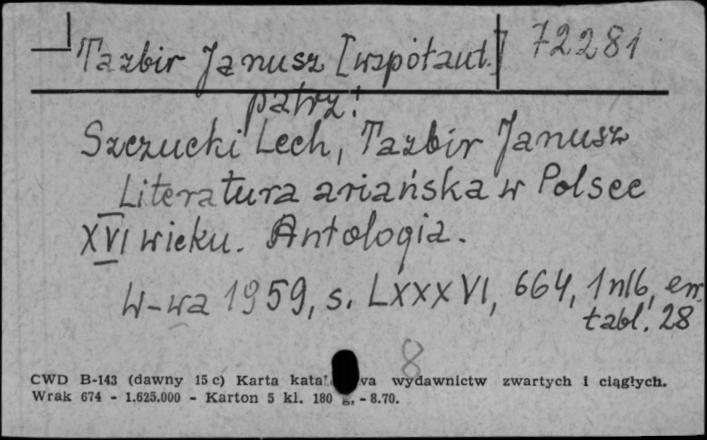 Tazbir Janusz [współaut.] 72281
patrz:
Szczucki Lech, Tazbir Janusz
Literatura ariańska w Polsce
XVI wieku. Antologia.
W-wa 1959, s. LXXXVI, 664, 1 nlb, err.
tabl. 28
8
CWD B-143 (dawny 15 c) Karta kata wa wydawnictw zwartych i ciągłych.
Wrak 674 - 1.625.000 - Karton 5 kl. 180 g. - 8.70.